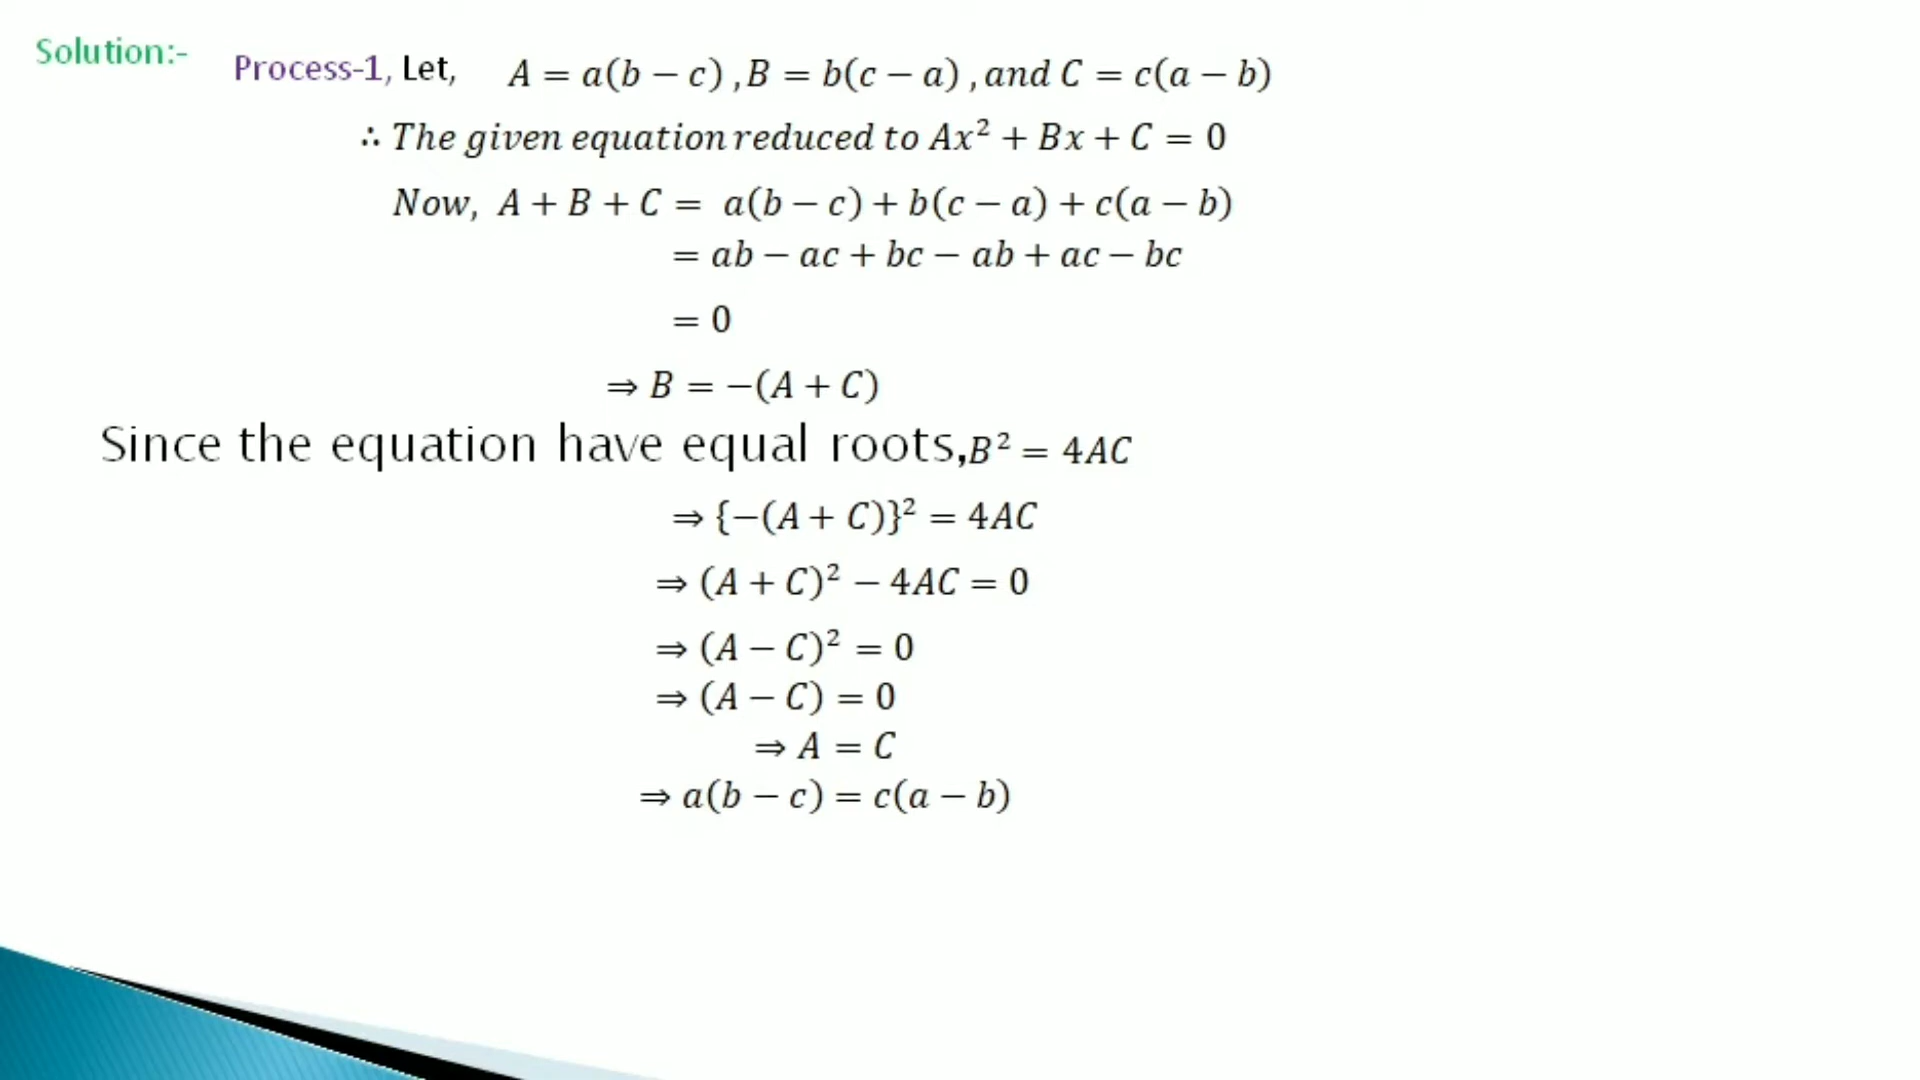 Solution:-
Process-1, Let, A = a(b − c) , B = b(c − a) , and C = c(a − b)
∴ The given equation reduced to Ax² + Bx + C = 0
Now, A + B + C = a(b − c) + b(c − a) + c(a − b)
= ab − ac + bc − ab + ac − bc
= 0
⇒ B = −(A + C)
Since the equation have equal roots, B² = 4AC
⇒ {−(A + C)}² = 4AC
⇒ (A + C)² − 4AC = 0
⇒ (A − C)² = 0
⇒ (A − C) = 0
⇒ A = C
⇒ a(b − c) = c(a − b)